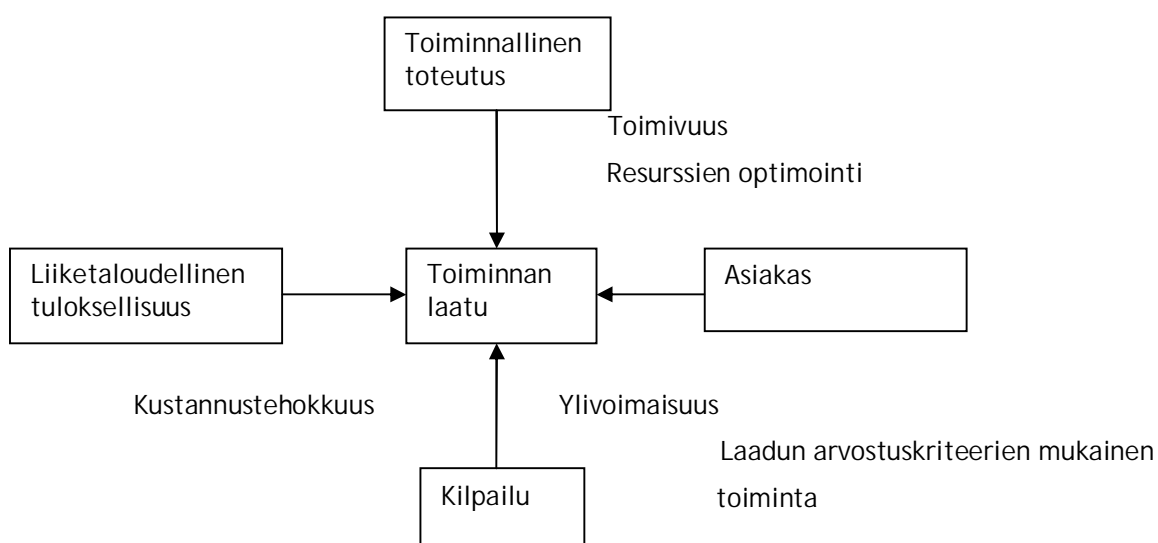 Toiminnallinen
toteutus
Toimivuus
Resurssien optimointi
Liiketaloudellinen
tuloksellisuus
Toiminnan
laatu
Asiakas
Kustannustehokkuus
Ylivoimaisuus
Laadun arvostuskriteerien mukainen
toiminta
Kilpailu